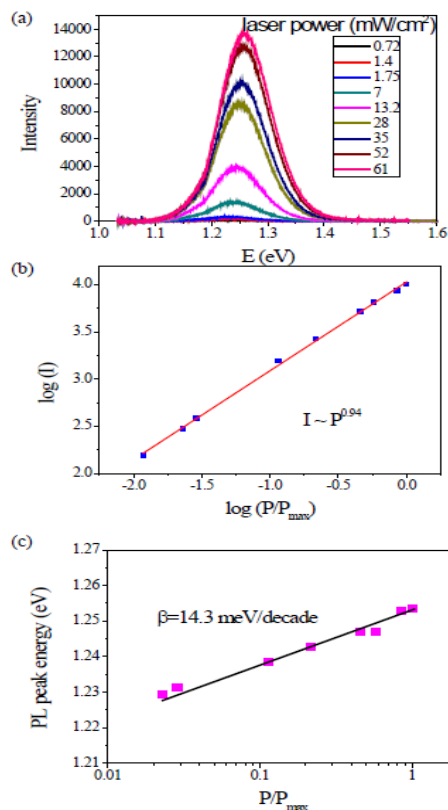 (a)
laser power (mW/cm²)
0.72
1.4
1.75
7
13.2
28
35
52
61
14000
12000
10000
8000
6000
4000
2000
0
Intensity
1.0 1.1 1.2 1.3 1.4 1.5 1.6
E (eV)
(b)
4.0
3.5
3.0
2.5
2.0
log (I)
I ~ P^0.94
-2.0 -1.5 -1.0 -0.5 0.0
log (P/Pmax)
(c)
1.27
1.26
1.25
1.24
1.23
1.22
1.21
PL peak energy (eV)
β=14.3 meV/decade
0.01 0.1 1
P/Pmax